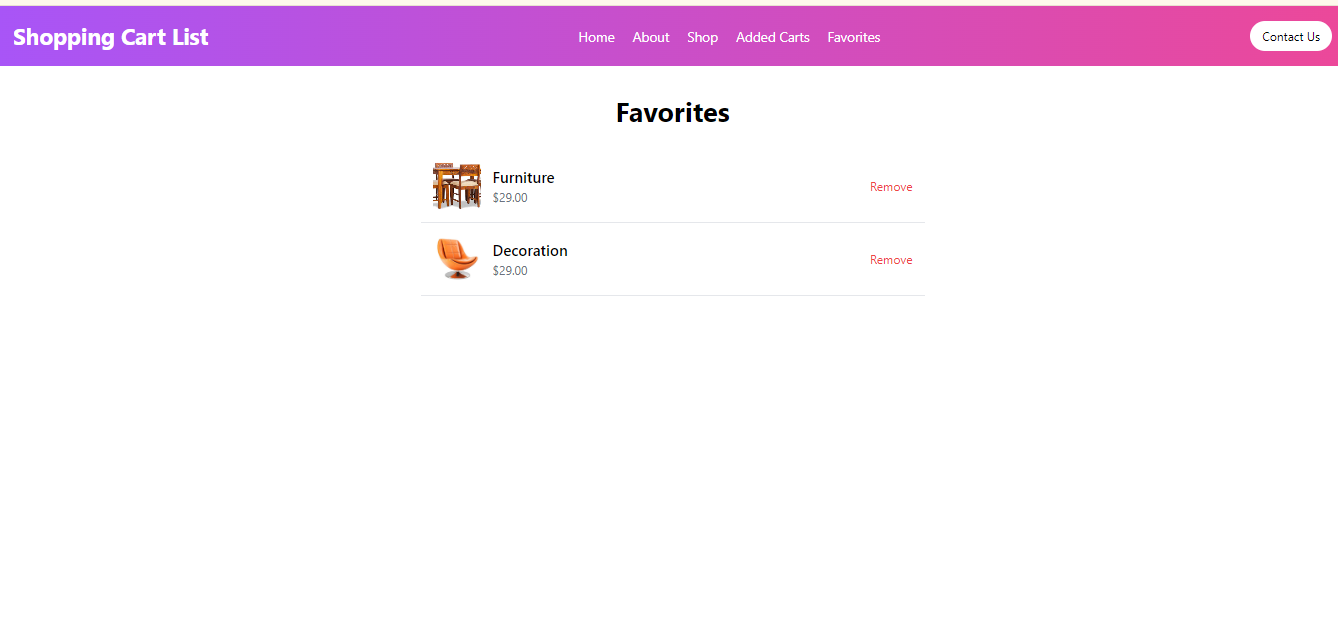 Shopping Cart List
Home About Shop Added Carts Favorites
Contact Us
Favorites
Furniture
$29.00
Remove
Decoration
$29.00
Remove